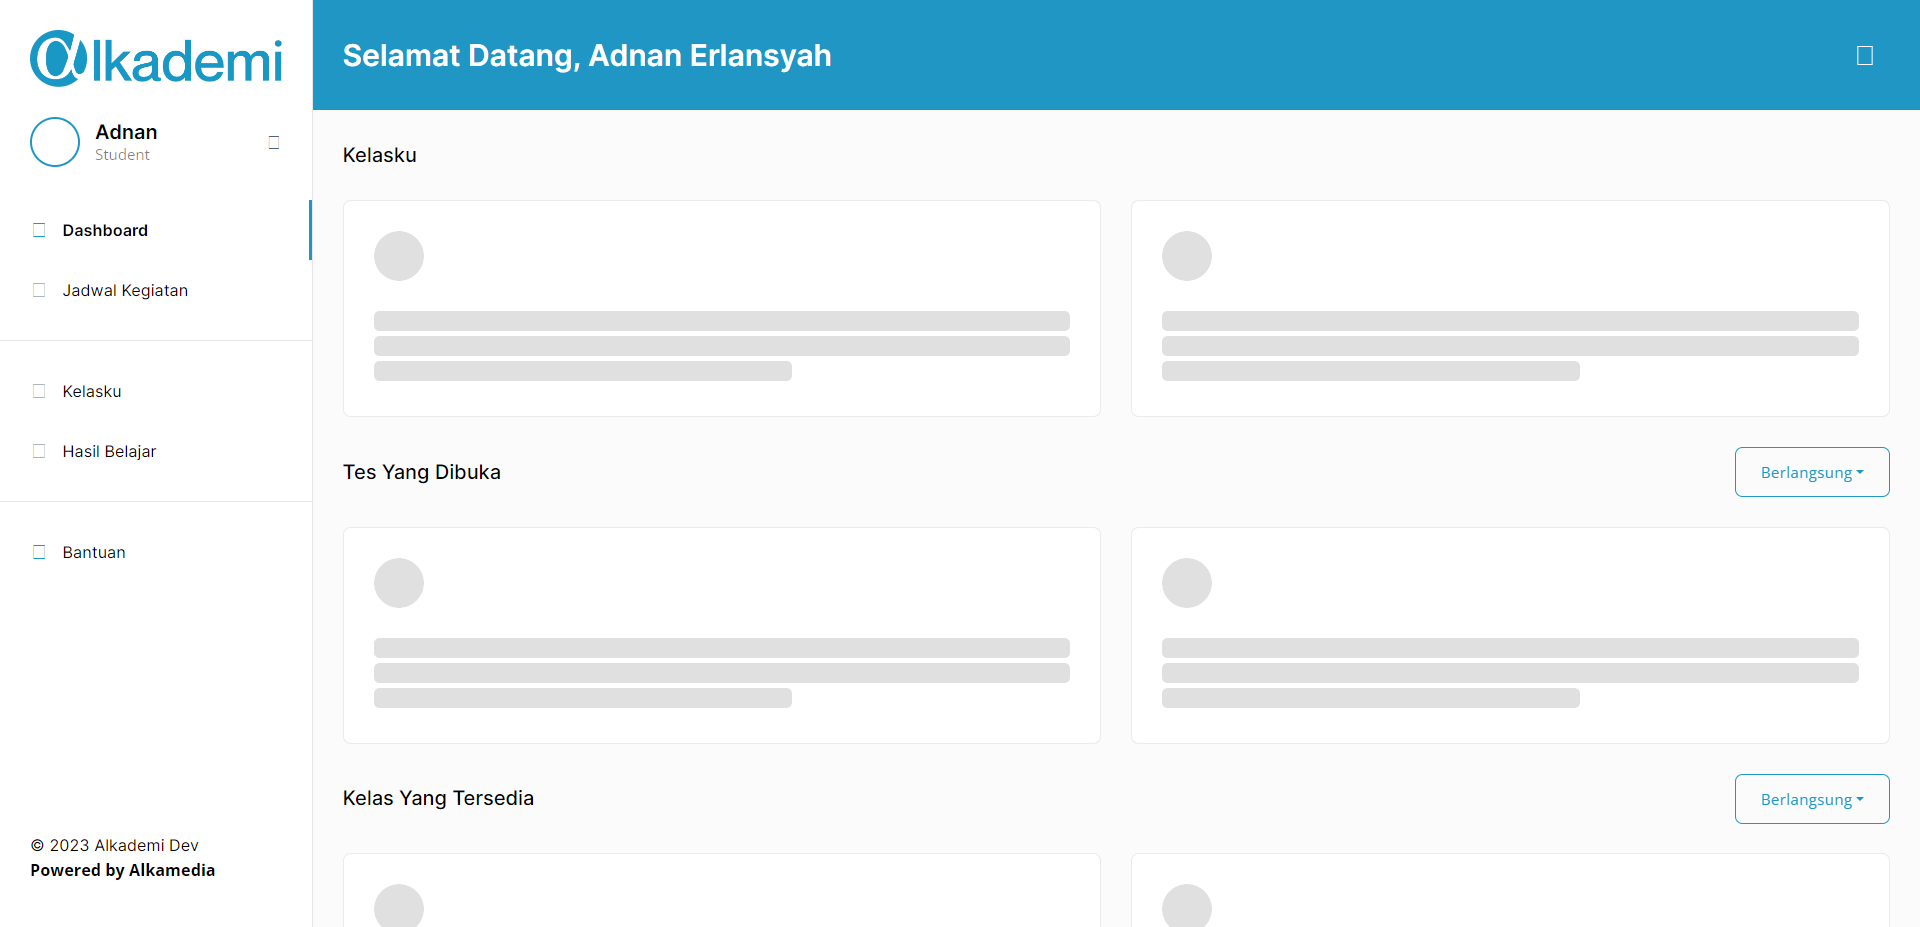 @lkademi
Selamat Datang, Adnan Erlansyah
Adnan
Student
Dashboard
Jadwal Kegiatan
Kelasku
Hasil Belajar
Bantuan
© 2023 Alkademi Dev
Powered by Alkamedia
Kelasku
Tes Yang Dibuka
Berlangsung
Kelas Yang Tersedia
Berlangsung